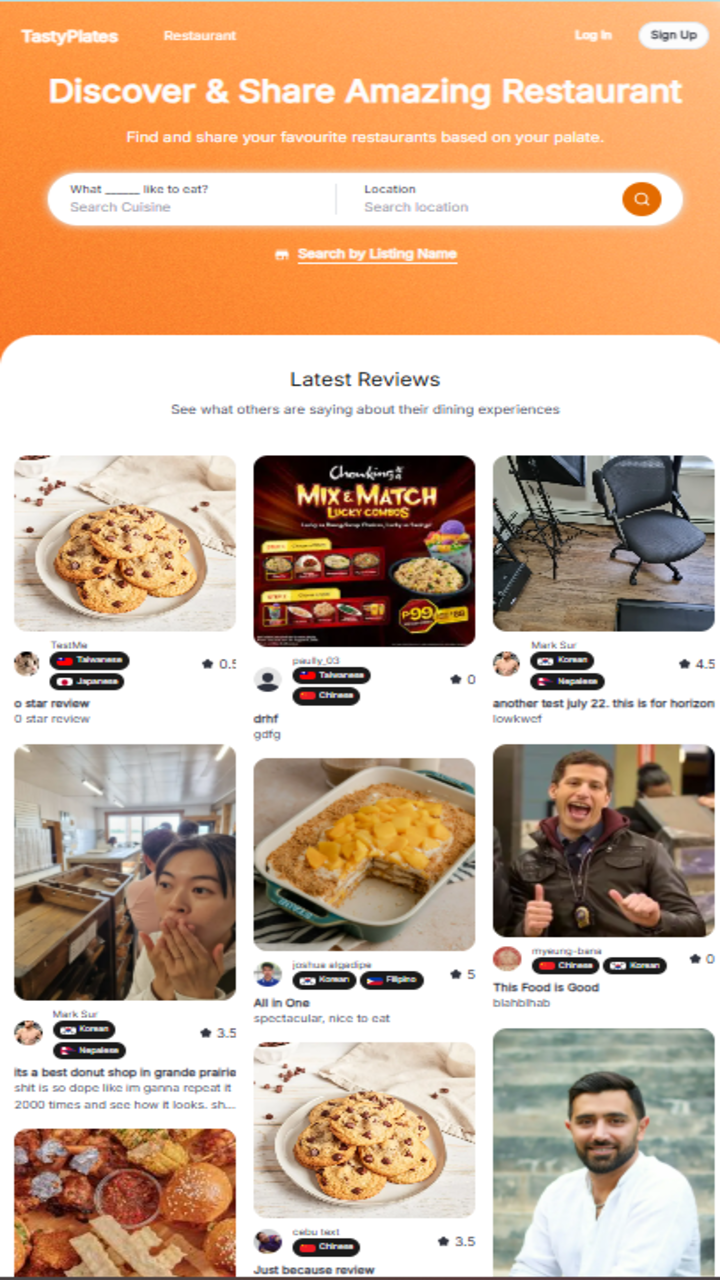 TastyPlates
Restaurant
Log In
Sign Up
Discover & Share Amazing Restaurant
Find and share your favourite restaurants based on your palate.
What ______ like to eat?
Search Cuisine
Location
Search location
Search by Listing Name
Latest Reviews
See what others are saying about their dining experiences
TestMe
Taiwanese
Japanese
0.5
o star review
0 star review
Chowking
MIX & MATCH
LUCKY COMBOS
₱99
paully_03
Taiwanese
Chinese
0
drhf
gdfg
Mark Sur
Korean
Nepalese
4.5
another test july 22. this is for horizon
lowkwef
Mark Sur
Korean
Nepalese
3.5
its a best donut shop in grande prairie
shit is so dope like im ganna repeat it
2000 times and see how it looks. sh...
joshua algadipe
Korean
Filipino
5
All in One
spectacular, nice to eat
myeung-bana
Chinese
Korean
0
This Food is Good
blahblhab
cebu text
Chinese
3.5
Just because review